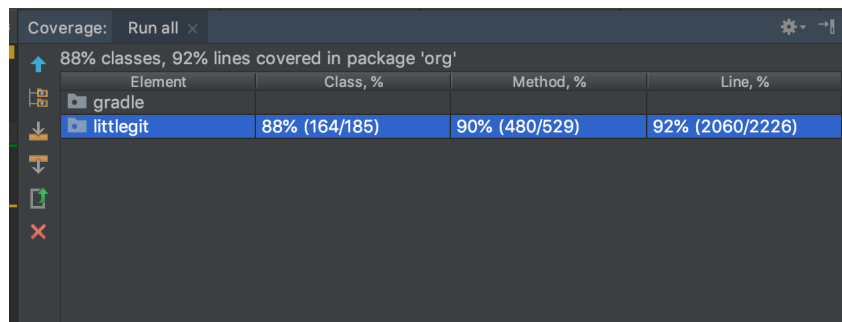 Coverage: Run all
88% classes, 92% lines covered in package 'org'
Element Class, % Method, % Line, %
gradle
littlegit 88% (164/185) 90% (480/529) 92% (2060/2226)